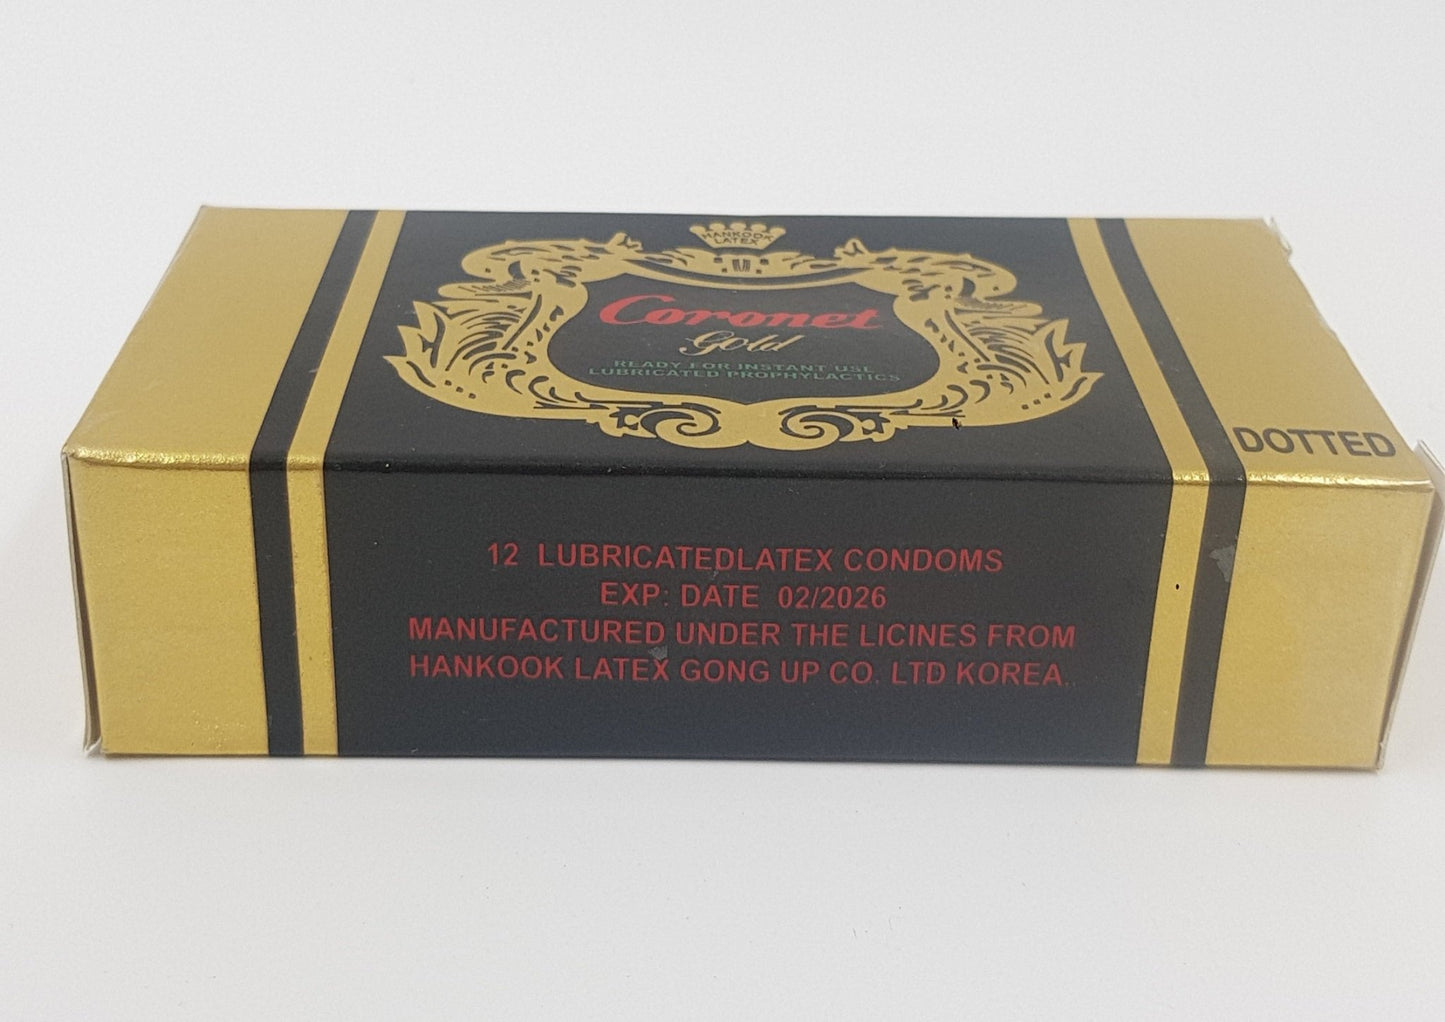 HANKOOK
LATEX
Coronet
Gold
READY FOR INSTANT USE
LUBRICATED PROPHYLACTICS
DOTTED
12 LUBRICATEDLATEX CONDOMS
EXP: DATE 02/2026
MANUFACTURED UNDER THE LICINES FROM
HANKOOK LATEX GONG UP CO. LTD KOREA.